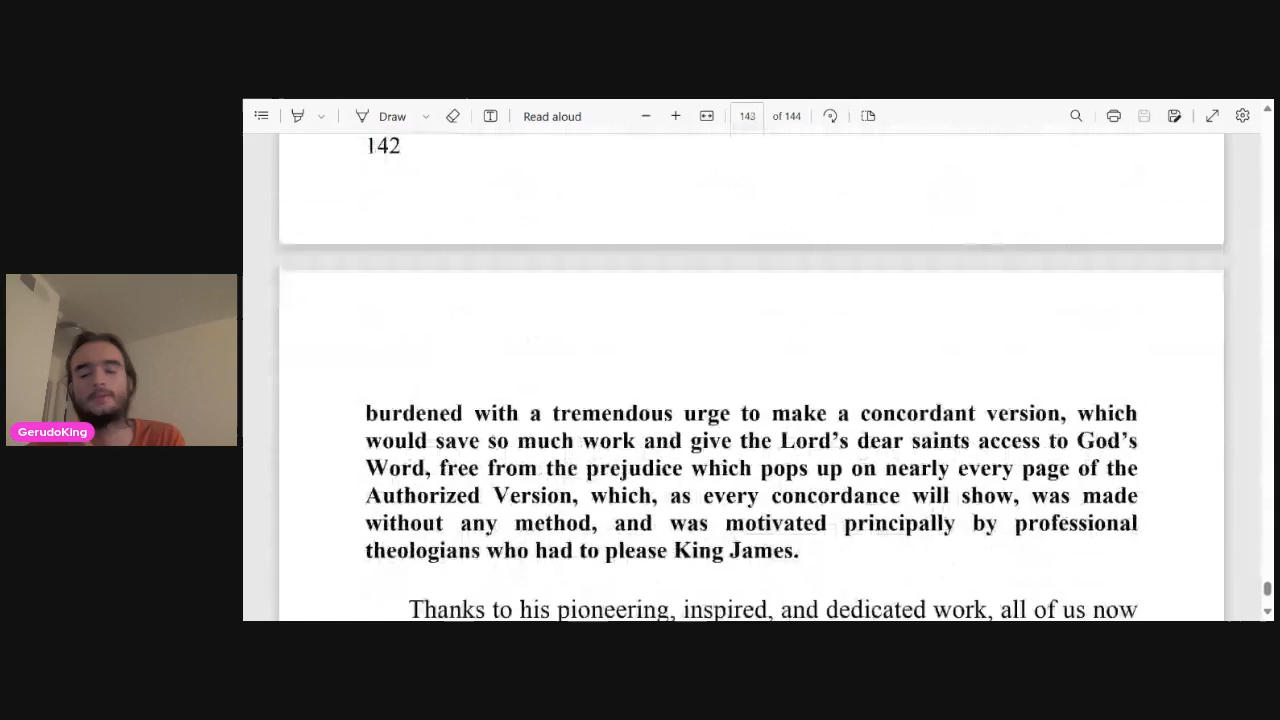 Draw
Read aloud
143
of 144
142
burdened with a tremendous urge to make a concordant version, which
would save so much work and give the Lord's dear saints access to God's
Word, free from the prejudice which pops up on nearly every page of the
Authorized Version, which, as every concordance will show, was made
without any method, and was motivated principally by professional
theologians who had to please King James.
Thanks to his pioneering, inspired, and dedicated work, all of us now
GerudoKing